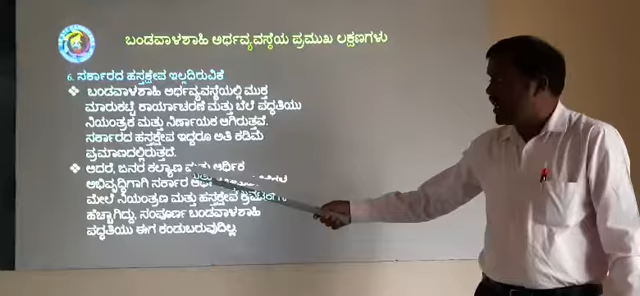 ಬಂಡವಾಳಶಾಹಿ ಅರ್ಥವ್ಯವಸ್ಥೆಯ ಪ್ರಮುಖ ಲಕ್ಷಣಗಳು
6. ಸರ್ಕಾರದ ಹಸ್ತಕ್ಷೇಪ ಇಲ್ಲದಿರುವಿಕೆ
❖ ಬಂಡವಾಳಶಾಹಿ ಅರ್ಥವ್ಯವಸ್ಥೆಯಲ್ಲಿ ಮುಕ್ತ
ಮಾರುಕಟ್ಟೆ ಕಾರ್ಯಾಚರಣೆ ಮತ್ತು ಬೆಲೆ ಪದ್ಧತಿಯು
ನಿಯಂತ್ರಕ ಮತ್ತು ನಿರ್ಣಾಯಕ ಆಗಿರುತ್ತವೆ.
ಸರ್ಕಾರದ ಹಸ್ತಕ್ಷೇಪ ಇದ್ದರೂ ಅತಿ ಕಡಿಮೆ
ಪ್ರಮಾಣದಲ್ಲಿರುತ್ತದೆ.
❖ ಆದರೆ, ಜನರ ಕಲ್ಯಾಣ ಮತ್ತು ಆರ್ಥಿಕ
ಅಭಿವೃದ್ಧಿಗಾಗಿ ಸರ್ಕಾರ
ಮೇಲೆ ನಿಯಂತ್ರಣ ಮತ್ತು ಹಸ್ತಕ್ಷೇಪ
ಹೆಚ್ಚಾಗಿದ್ದು, ಸಂಪೂರ್ಣ ಬಂಡವಾಳಶಾಹಿ
ಪದ್ಧತಿಯು ಈಗ ಕಂಡುಬರುವುದಿಲ್ಲ.